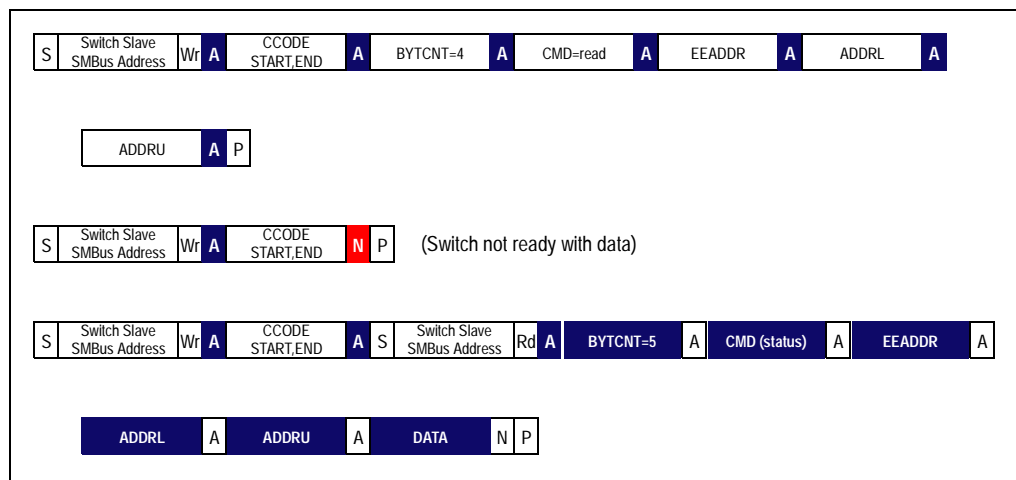 S Switch Slave SMBus Address Wr A CCODE START,END A BYTCNT=4 A CMD=read A EEADDR A ADDRL A
ADDRU A P
S Switch Slave SMBus Address Wr A CCODE START,END N P (Switch not ready with data)
S Switch Slave SMBus Address Wr A CCODE START,END A S Switch Slave SMBus Address Rd A BYTCNT=5 A CMD (status) A EEADDR A
ADDRL A ADDRU A DATA N P